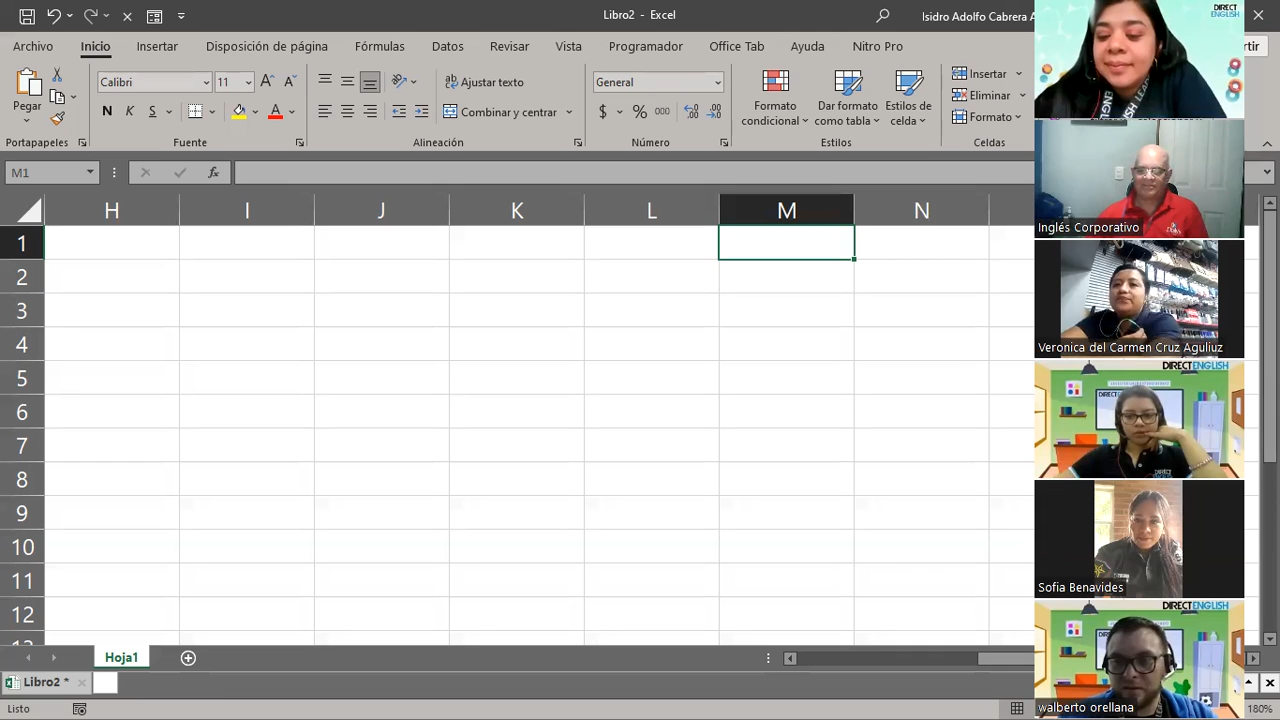 Libro2 - Excel
Isidro Adolfo Cabrera A
Archivo Inicio Insertar Disposición de página Fórmulas Datos Revisar Vista Programador Office Tab Ayuda Nitro Pro
Pegar
Calibri 11
N K S
Ajustar texto
Combinar y centrar
General
$ % 000
Formato condicional
Dar formato como tabla
Estilos de celda
Insertar
Eliminar
Formato
Portapapeles Fuente Alineación Número Estilos Celdas
M1 fx
H I J K L M N
1
2
3
4
5
6
7
8
9
10
11
12
Hoja1
Libro2 *
Listo
180%
DIRECT
ENGLISH
Inglés Corporativo
Veronica del Carmen Cruz Aguliuz
DIRECTENGLISH
Sofia Benavides
DIRECTENGLISH
walberto orellana